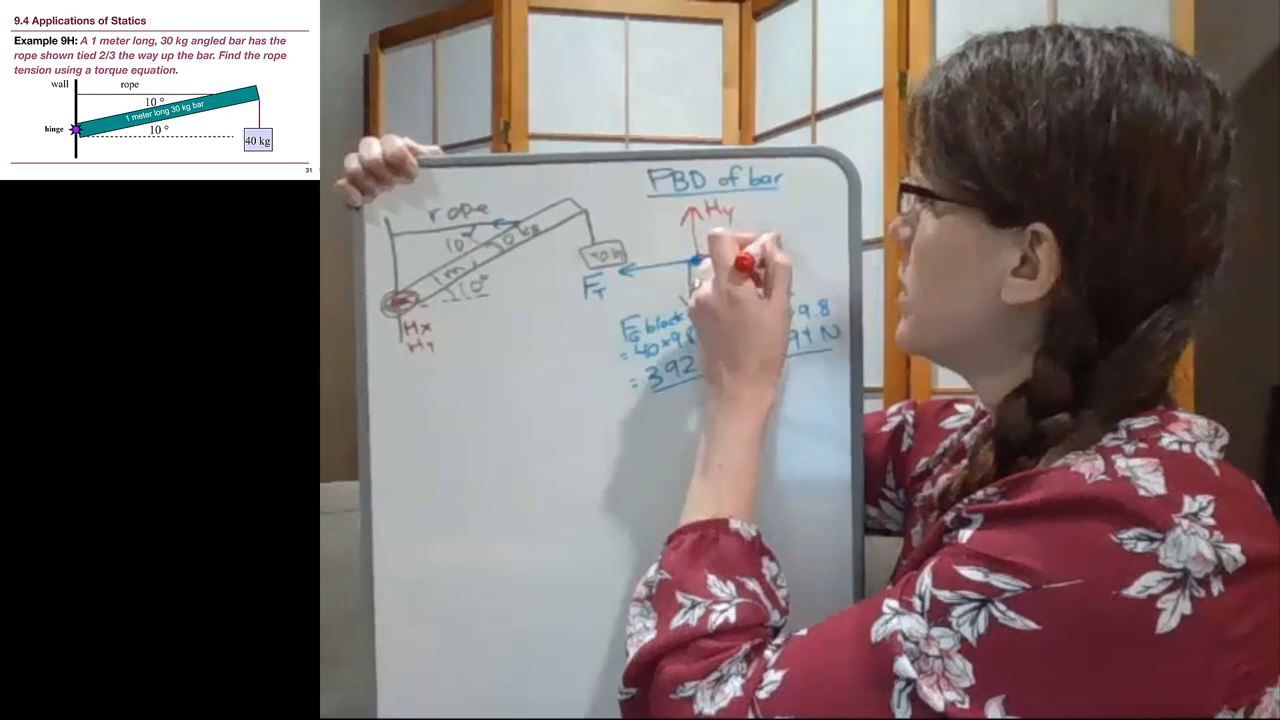 9.4 Applications of Statics
Example 9H: A 1 meter long, 30 kg angled bar has the
rope shown tied 2/3 the way up the bar. Find the rope
tension using a torque equation.
wall
rope
10 °
1 meter long 30 kg bar
hinge
10 °
40 kg
31
FBD of bar
rope
10°
1 m
30 kg
10°
Hx
Hy
Hy
FT
FG block
= 40 x 9.8
= 392
9.8
94 N